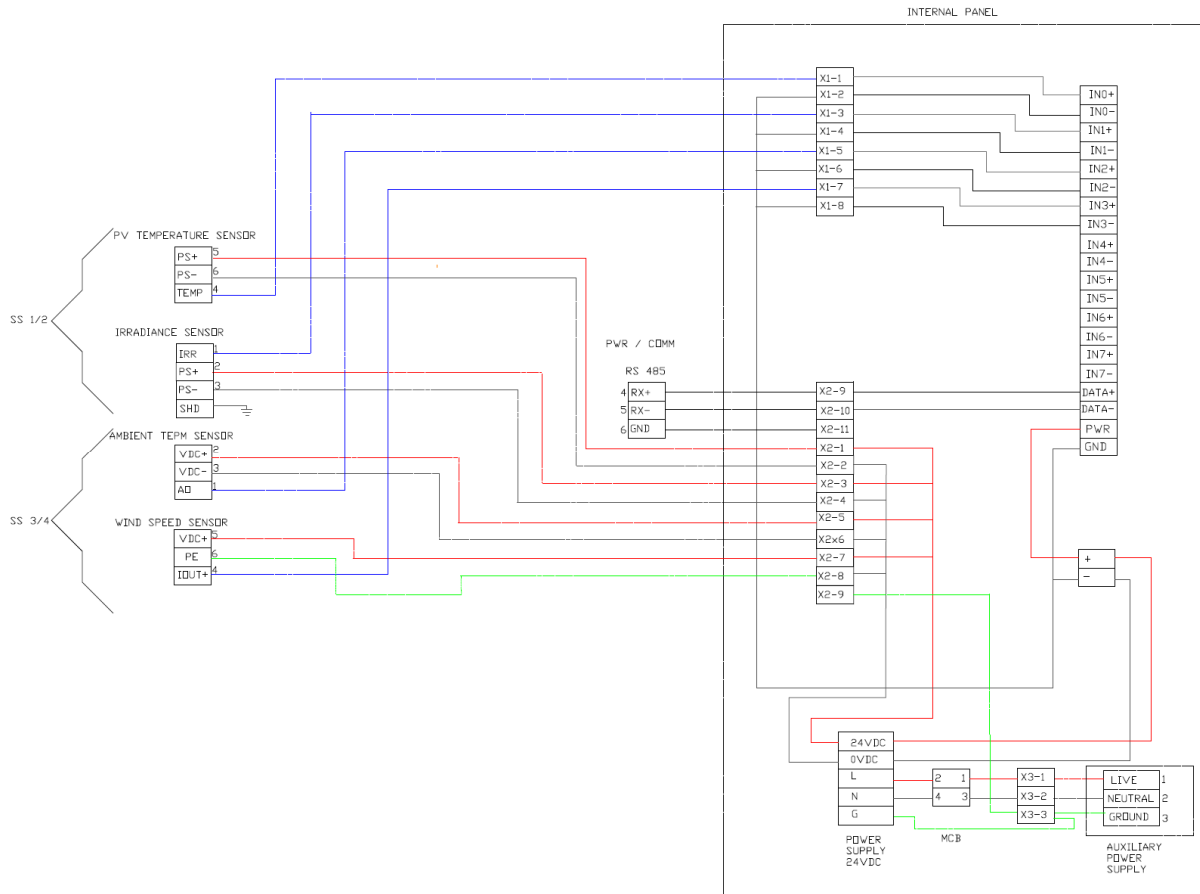 INTERNAL PANEL
X1-1
X1-2
X1-3
X1-4
X1-5
X1-6
X1-7
X1-8
IN0+
IN0-
IN1+
IN1-
IN2+
IN2-
IN3+
IN3-
IN4+
IN4-
IN5+
IN5-
IN6+
IN6-
IN7+
IN7-
DATA+
DATA-
PWR
GND
SS 1/2
PV TEMPERATURE SENSOR
PS+ 5
PS- 6
TEMP 4
IRRADIANCE SENSOR
IRR 1
PS+ 2
PS- 3
SHD
SS 3/4
AMBIENT TEPM SENSOR
VDC+ 2
VDC- 3
AO 1
WIND SPEED SENSOR
VDC+ 5
PE 6
IOUT+ 4
PWR / COMM
RS 485
4 RX+
5 RX-
6 GND
X2-9
X2-10
X2-11
X2-1
X2-2
X2-3
X2-4
X2-5
X2x6
X2-7
X2-8
X2-9
+
-
24VDC
0VDC
L
N
G
POWER
SUPPLY
24VDC
2 1
4 3
MCB
X3-1
X3-2
X3-3
LIVE 1
NEUTRAL 2
GROUND 3
AUXILIARY
POWER
SUPPLY